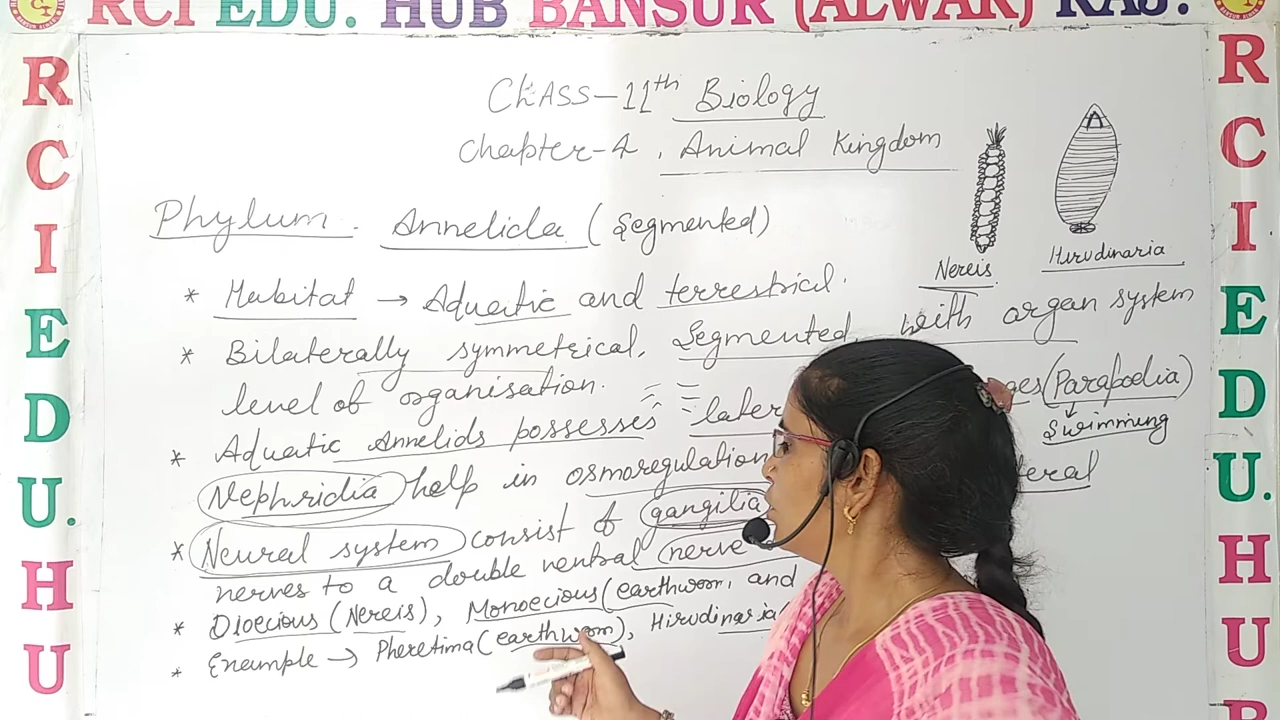 RCI EDU. HUB BANSUR (ALWAR) RAJ.
R
C
I
E
D
U.
H
U
R
C
I
E
D
U.
H
U
CLASS-11th Biology
Chapter-4. Animal Kingdom
Phylum. Annelida (Segmented)
Nereis
Hirudinaria
* Habitat → Aquatic and terrestrial.
* Bilaterally symmetrical, Segmented, with organ system
level of organisation.
* Aquatic Annelids possesses later ges (Parapodia)
Swimming
Nephridia help in osmoregulation eral
* Neural system consist of gangilia
nerves to a double ventral nerve
* Dioecious (Nereis), Monoecious (earthworm, and
* Example → Pheretima (earthworm), Hirudinaria